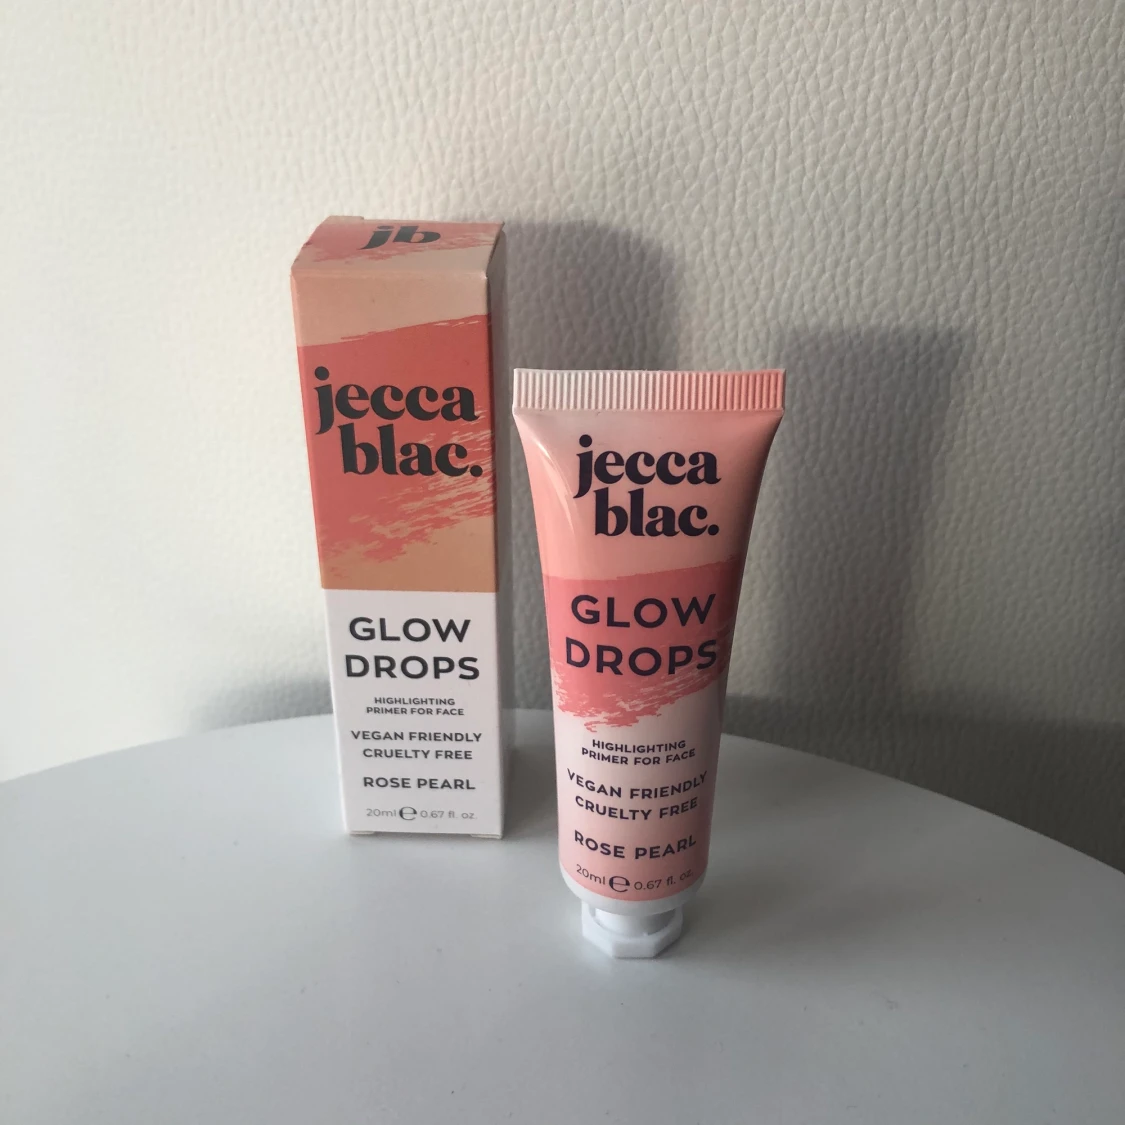 jb
jecca
blac.
GLOW
DROPS
HIGHLIGHTING
PRIMER FOR FACE
VEGAN FRIENDLY
CRUELTY FREE
ROSE PEARL
20ml ℮ 0.67 fl. oz.
jecca
blac.
GLOW
DROPS
HIGHLIGHTING
PRIMER FOR FACE
VEGAN FRIENDLY
CRUELTY FREE
ROSE PEARL
20ml ℮ 0.67 fl. oz.